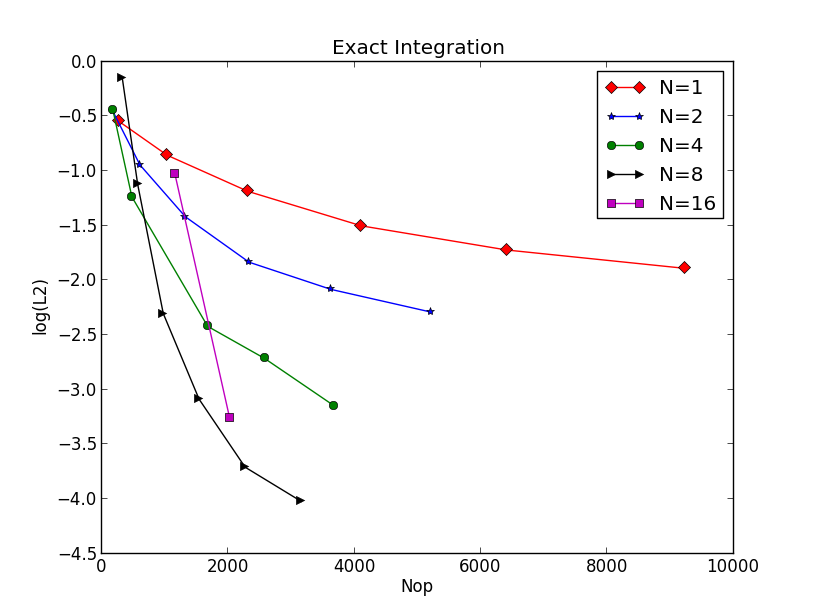 Exact Integration
0.0
−0.5
−1.0
−1.5
−2.0
−2.5
−3.0
−3.5
−4.0
−4.5
log(L2)
N=1
N=2
N=4
N=8
N=16
0 2000 4000 6000 8000 10000
Nop